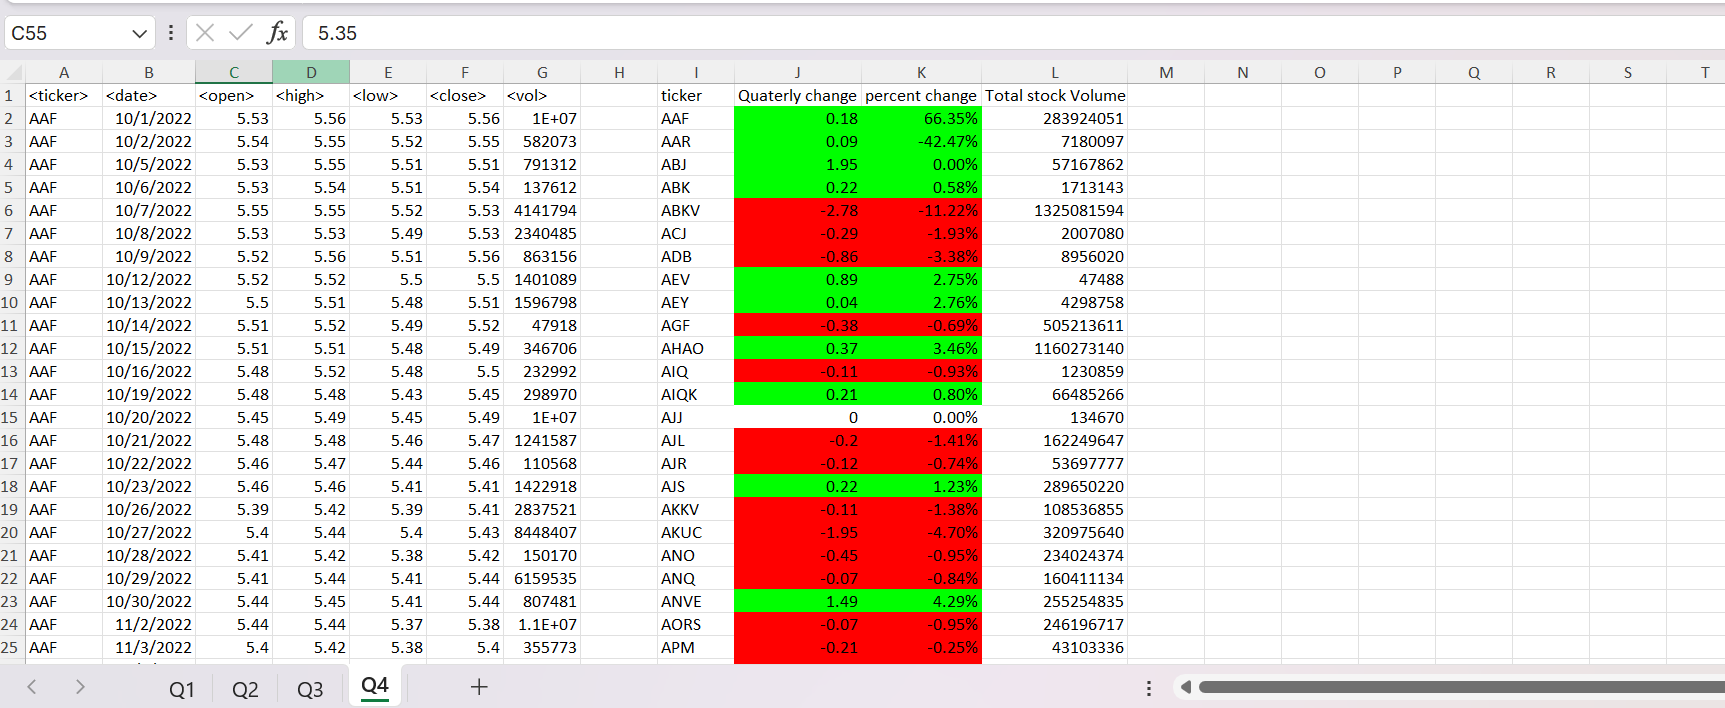 C55 fx 5.35
A B C D E F G H I J K L M N O P Q R S T
1 <ticker> <date> <open> <high> <low> <close> <vol> ticker Quaterly change percent change Total stock Volume
2 AAF 10/1/2022 5.53 5.56 5.53 5.56 1E+07 AAF 0.18 66.35% 283924051
3 AAF 10/2/2022 5.54 5.55 5.52 5.55 582073 AAR 0.09 -42.47% 7180097
4 AAF 10/5/2022 5.53 5.55 5.51 5.51 791312 ABJ 1.95 0.00% 57167862
5 AAF 10/6/2022 5.53 5.54 5.51 5.54 137612 ABK 0.22 0.58% 1713143
6 AAF 10/7/2022 5.55 5.55 5.52 5.53 4141794 ABKV -2.78 -11.22% 1325081594
7 AAF 10/8/2022 5.53 5.53 5.49 5.53 2340485 ACJ -0.29 -1.93% 2007080
8 AAF 10/9/2022 5.52 5.56 5.51 5.56 863156 ADB -0.86 -3.38% 8956020
9 AAF 10/12/2022 5.52 5.52 5.5 5.5 1401089 AEV 0.89 2.75% 47488
10 AAF 10/13/2022 5.5 5.51 5.48 5.51 1596798 AEY 0.04 2.76% 4298758
11 AAF 10/14/2022 5.51 5.52 5.49 5.52 47918 AGF -0.38 -0.69% 505213611
12 AAF 10/15/2022 5.51 5.51 5.48 5.49 346706 AHAO 0.37 3.46% 1160273140
13 AAF 10/16/2022 5.48 5.52 5.48 5.5 232992 AIQ -0.11 -0.93% 1230859
14 AAF 10/19/2022 5.48 5.48 5.43 5.45 298970 AIQK 0.21 0.80% 66485266
15 AAF 10/20/2022 5.45 5.49 5.45 5.49 1E+07 AJJ 0 0.00% 134670
16 AAF 10/21/2022 5.48 5.48 5.46 5.47 1241587 AJL -0.2 -1.41% 162249647
17 AAF 10/22/2022 5.46 5.47 5.44 5.46 110568 AJR -0.12 -0.74% 53697777
18 AAF 10/23/2022 5.46 5.46 5.41 5.41 1422918 AJS 0.22 1.23% 289650220
19 AAF 10/26/2022 5.39 5.42 5.39 5.41 2837521 AKKV -0.11 -1.38% 108536855
20 AAF 10/27/2022 5.4 5.44 5.4 5.43 8448407 AKUC -1.95 -4.70% 320975640
21 AAF 10/28/2022 5.41 5.42 5.38 5.42 150170 ANO -0.45 -0.95% 234024374
22 AAF 10/29/2022 5.41 5.44 5.41 5.44 6159535 ANQ -0.07 -0.84% 160411134
23 AAF 10/30/2022 5.44 5.45 5.41 5.44 807481 ANVE 1.49 4.29% 255254835
24 AAF 11/2/2022 5.44 5.44 5.37 5.38 1.1E+07 AORS -0.07 -0.95% 246196717
25 AAF 11/3/2022 5.4 5.42 5.38 5.4 355773 APM -0.21 -0.25% 43103336
Q1 Q2 Q3 Q4